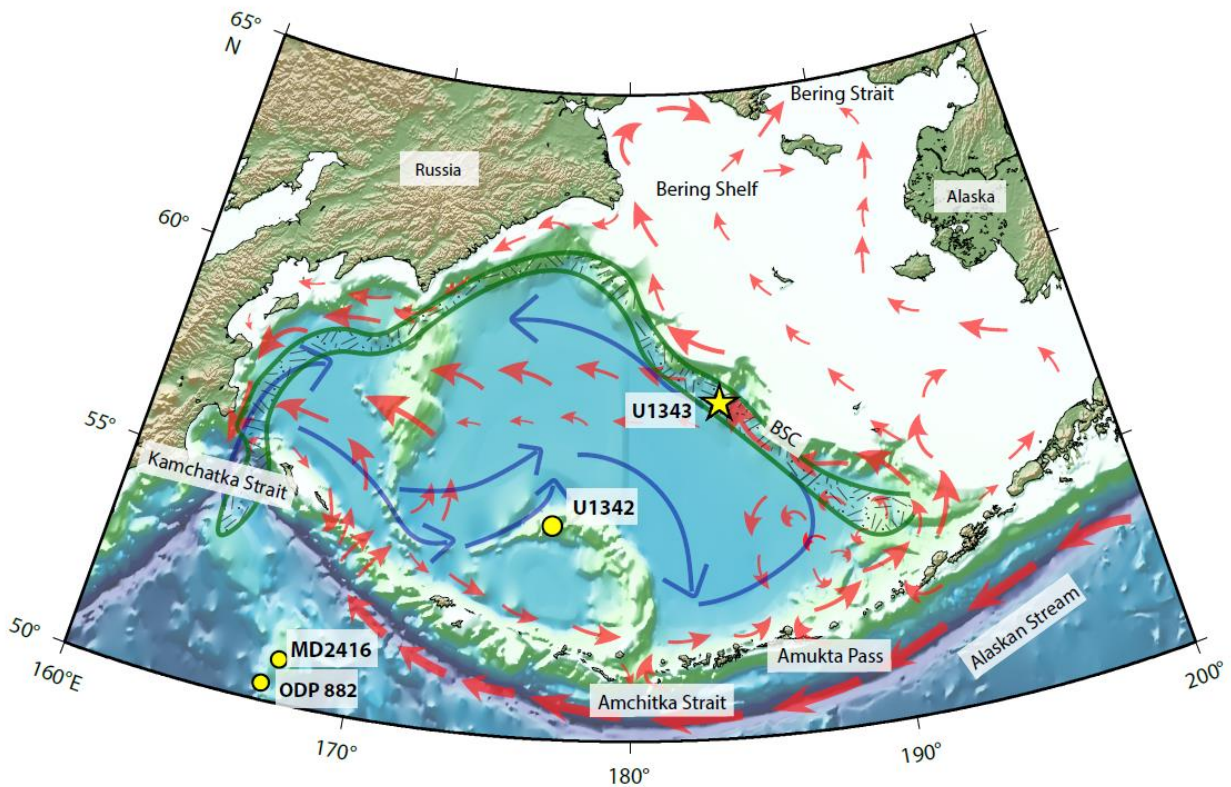 65°
N
Bering Strait
Russia
Bering Shelf
Alaska
60°
U1343
BSC
55°
Kamchatka Strait
U1342
50°
160°E
MD2416
ODP 882
Alaskan Stream
Amukta Pass
Amchitka Strait
200°
170°
190°
180°